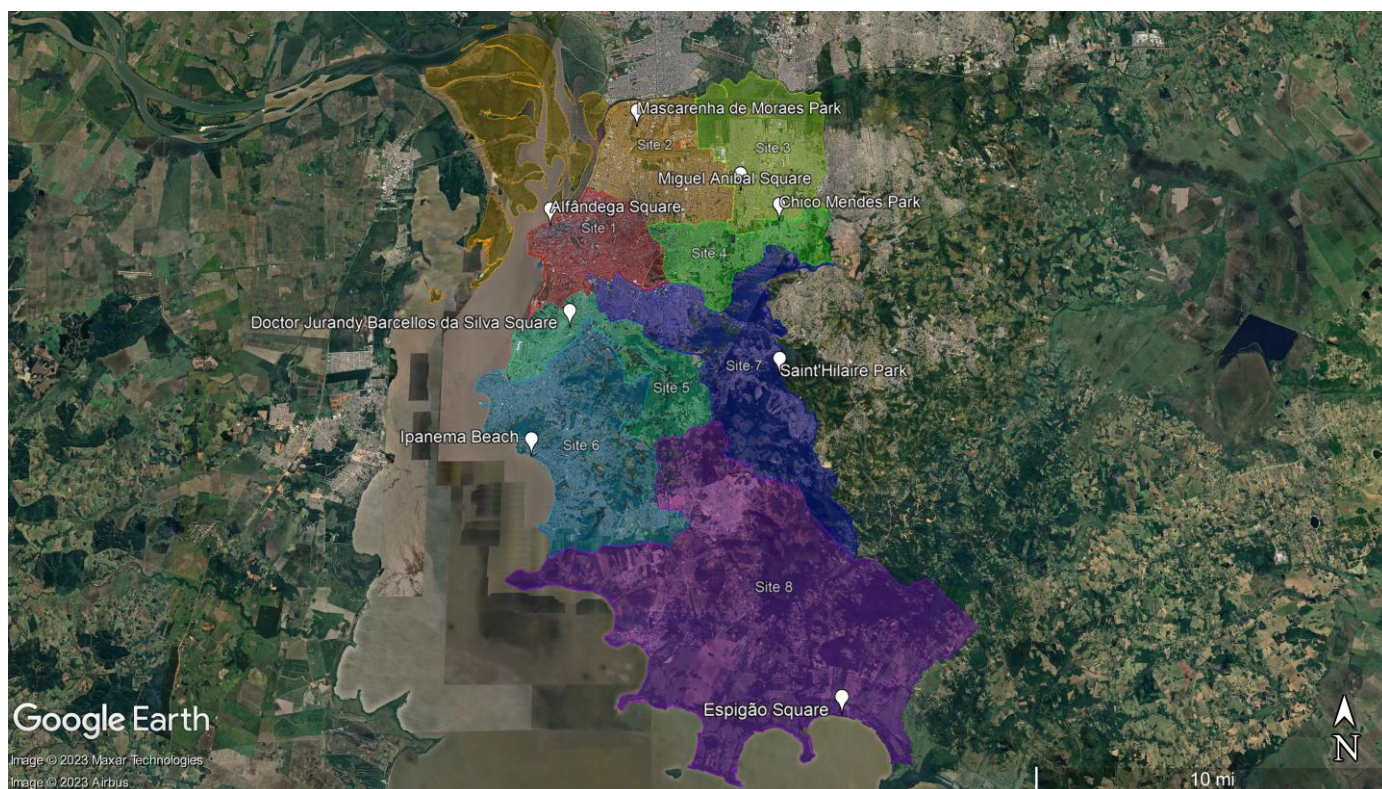 Mascarenha de Moraes Park
Site 2
Site 3
Miguel Aníbal Square
Chico Mendes Park
Alfândega Square
Site 1
Site 4
Doctor Jurandy Barcellos da Silva Square
Site 7
Saint'Hilaire Park
Site 5
Ipanema Beach
Site 6
Site 8
Espigão Square
Google Earth
N
Image © 2023 Maxar Technologies
10 mi
Image © 2023 Airbus